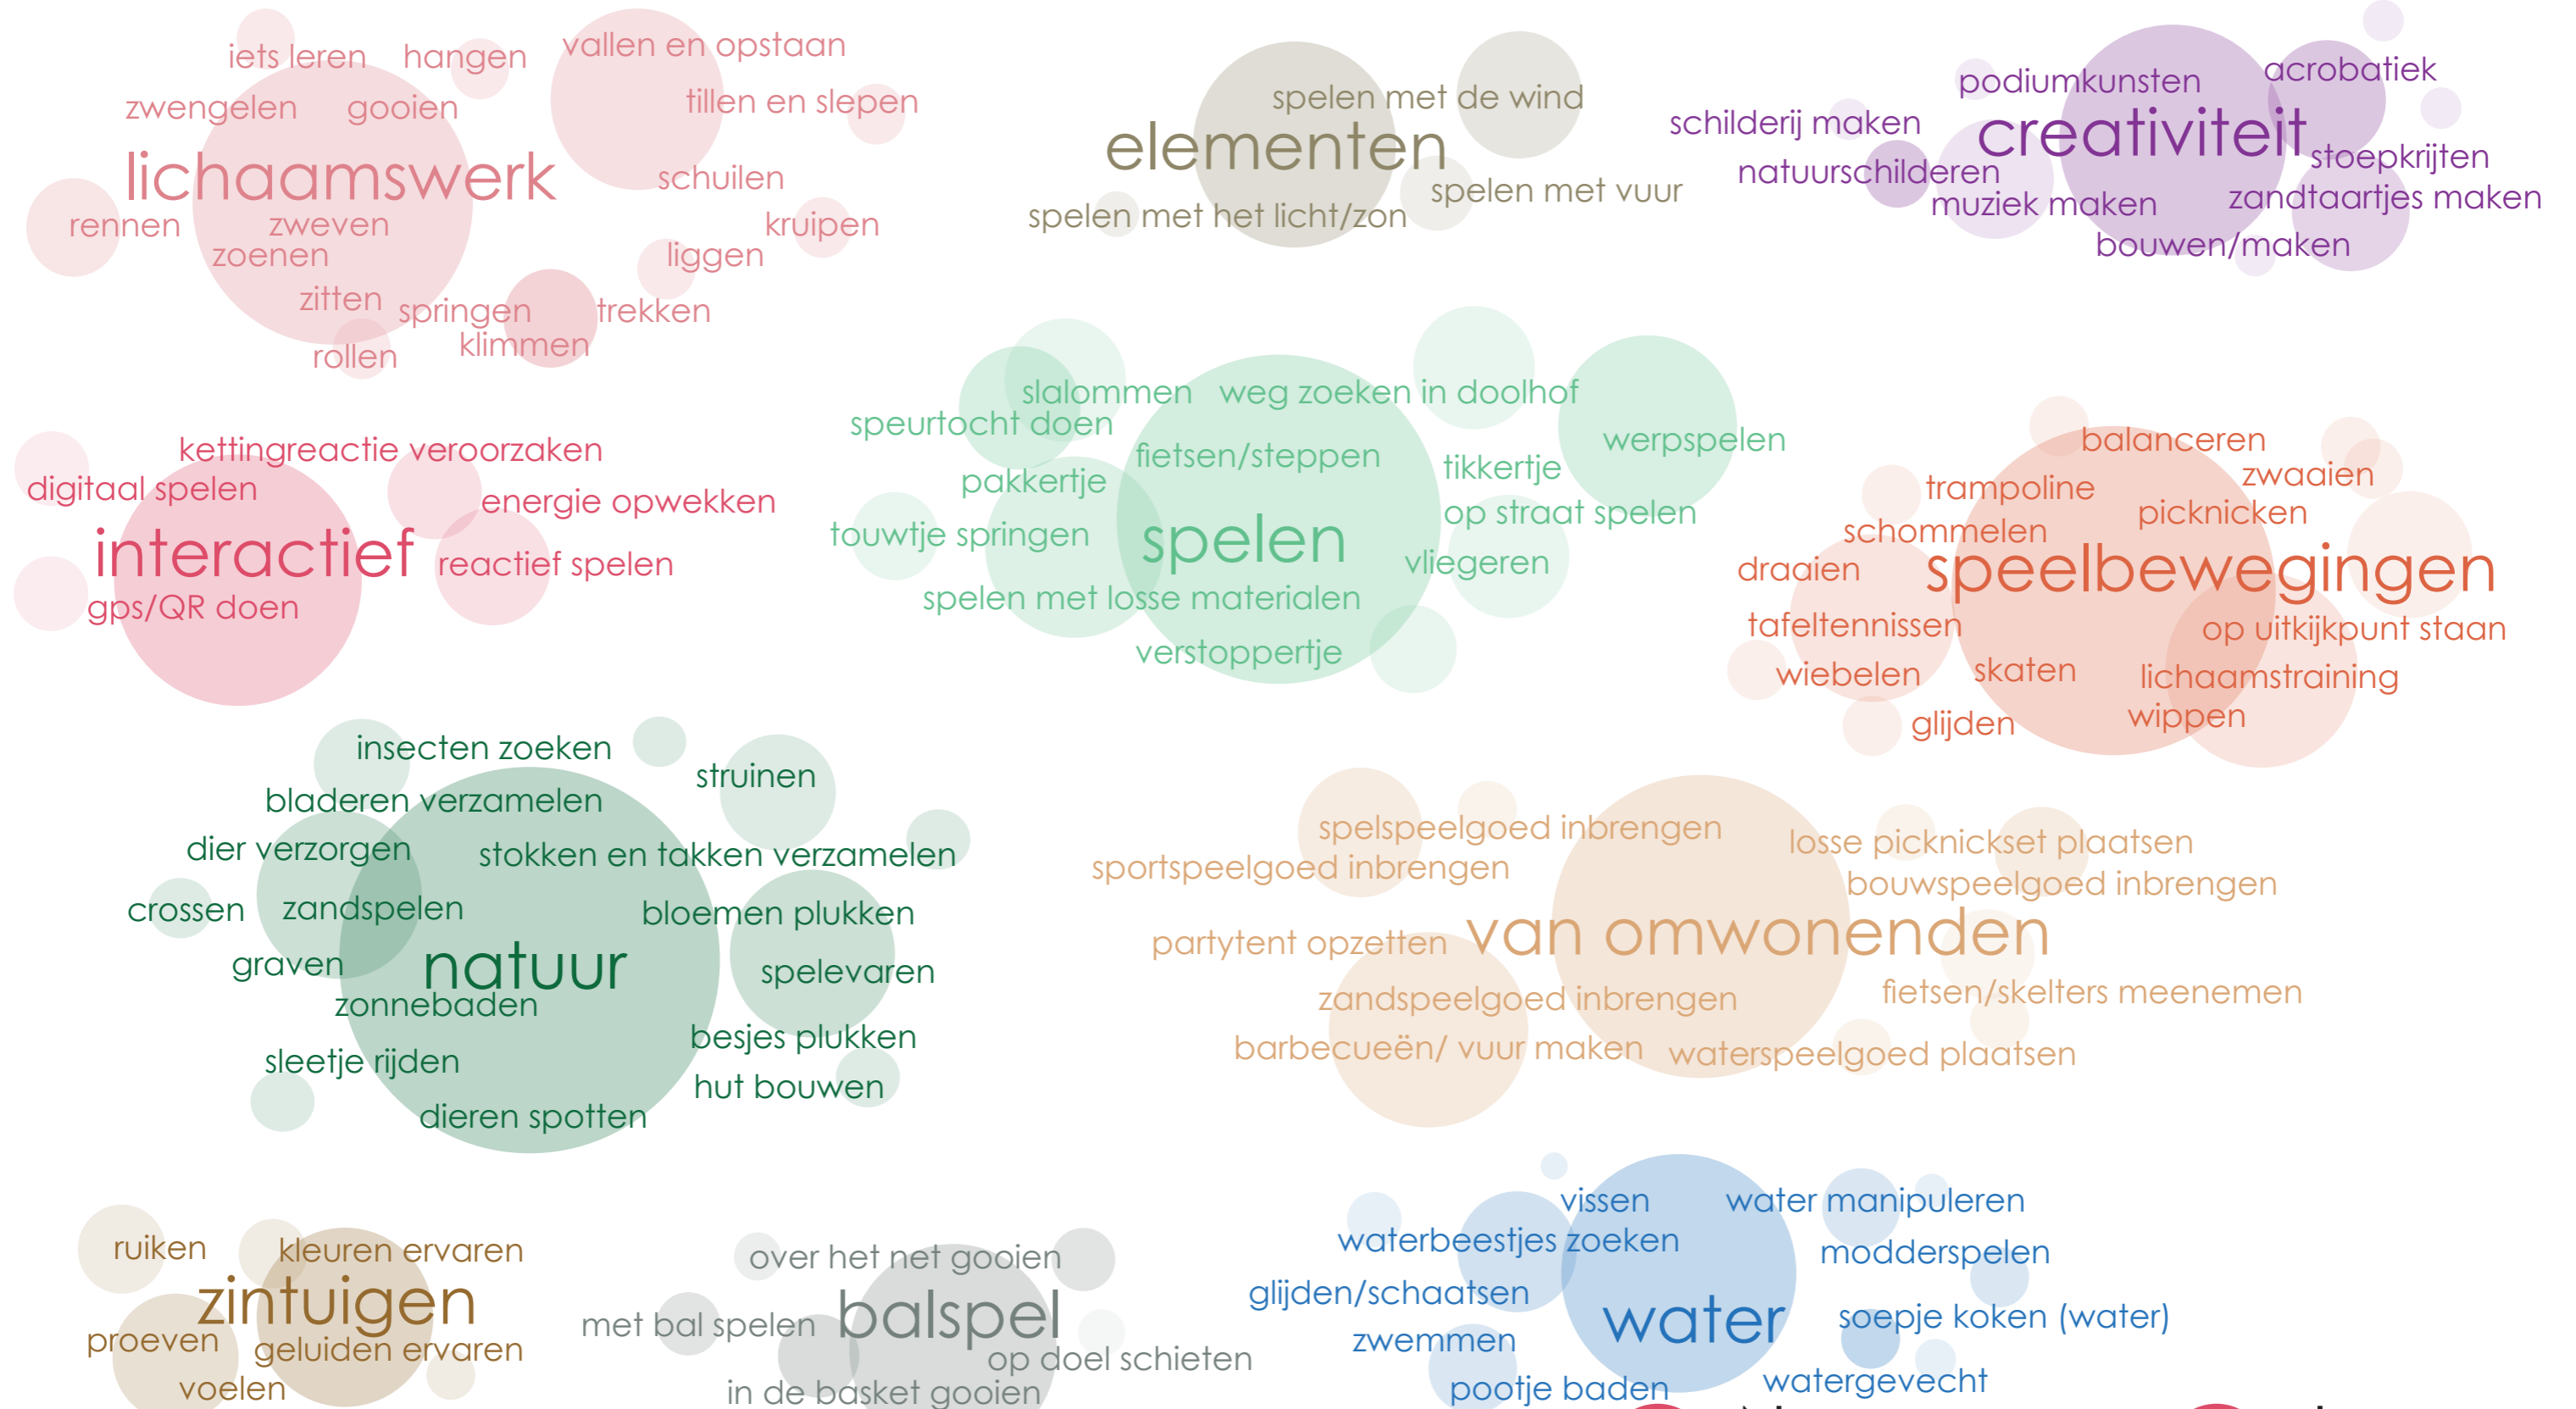 iets leren
hangen
vallen en opstaan
zwengelen
gooien
tillen en slepen
lichaamswerk
schuilen
rennen
zweven
kruipen
zoenen
liggen
zitten
springen
trekken
rollen
klimmen
spelen met de wind
elementen
spelen met vuur
spelen met het licht/zon
podiumkunsten
acrobatiek
schilderij maken
creativiteit
stoepkrijten
natuurschilderen
muziek maken
zandtaartjes maken
bouwen/maken
kettingreactie veroorzaken
digitaal spelen
energie opwekken
interactief
reactief spelen
gps/QR doen
slalommen
weg zoeken in doolhof
speurtocht doen
werpspelen
fietsen/steppen
tikkertje
pakkertje
op straat spelen
touwtje springen
spelen
vliegeren
spelen met losse materialen
verstoppertje
balanceren
zwaaien
trampoline
picknicken
schommelen
draaien
speelbewegingen
tafeltennissen
op uitkijkpunt staan
wiebelen
skaten
lichaamstraining
glijden
wippen
insecten zoeken
struinen
bladeren verzamelen
dier verzorgen
stokken en takken verzamelen
crossen
zandspelen
bloemen plukken
graven
natuur
spelevaren
zonnebaden
besjes plukken
sleetje rijden
hut bouwen
dieren spotten
spelspeelgoed inbrengen
losse picknickset plaatsen
sportspeelgoed inbrengen
bouwspeelgoed inbrengen
partytent opzetten
van omwonenden
zandspeelgoed inbrengen
fietsen/skelters meenemen
barbecueën/ vuur maken
waterspeelgoed plaatsen
ruiken
kleuren ervaren
zintuigen
proeven
geluiden ervaren
voelen
over het net gooien
met bal spelen
balspel
op doel schieten
in de basket gooien
vissen
water manipuleren
waterbeestjes zoeken
modderspelen
glijden/schaatsen
water
soepje koken (water)
zwemmen
pootje baden
watergevecht